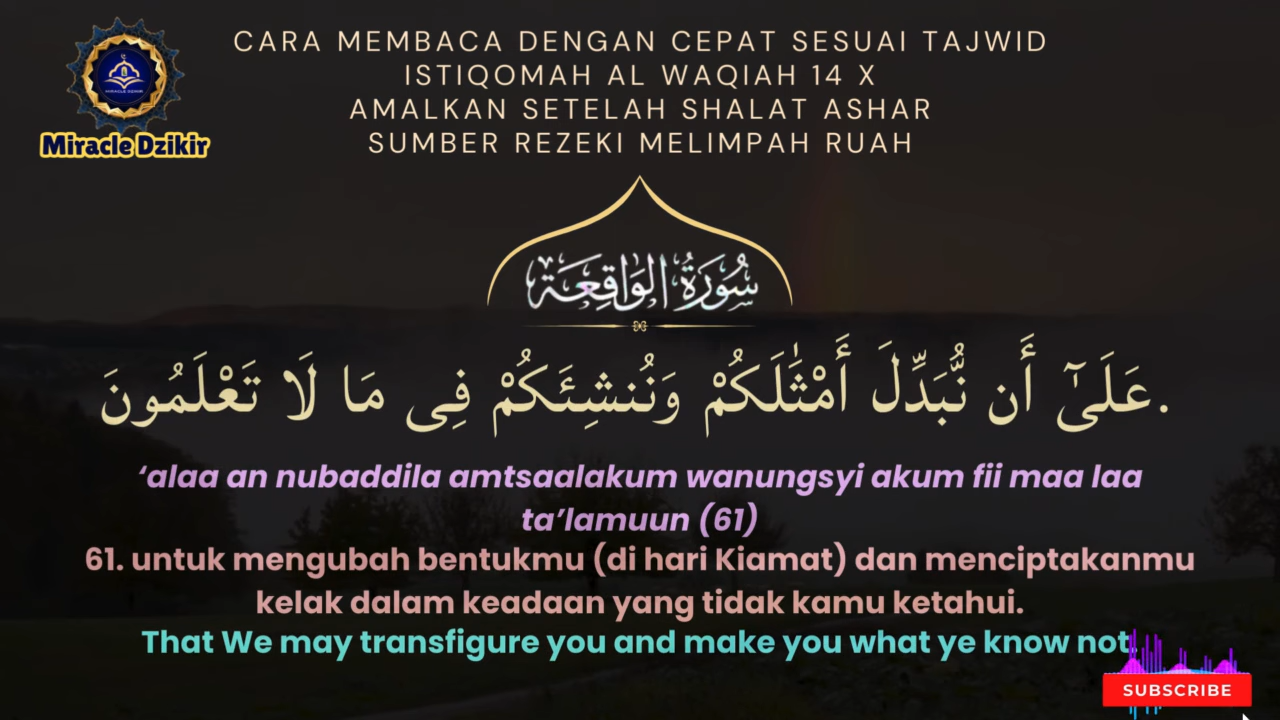 CARA MEMBACA DENGAN CEPAT SESUAI TAJWID
ISTIQOMAH AL WAQIAH 14 X
AMALKAN SETELAH SHALAT ASHAR
SUMBER REZEKI MELIMPAH RUAH
MIRACLE DZIKIR
Miracle Dzikir
سُورَةُ الوَاقِعَة
عَلَىٰٓ أَن نُّبَدِّلَ أَمْثَٰلَكُمْ وَنُنشِئَكُمْ فِى مَا لَا تَعْلَمُونَ.
‘alaa an nubaddila amtsaalakum wanungsyi akum fii maa laa
ta’lamuun (61)
61. untuk mengubah bentukmu (di hari Kiamat) dan menciptakanmu
kelak dalam keadaan yang tidak kamu ketahui.
That We may transfigure you and make you what ye know not.
SUBSCRIBE